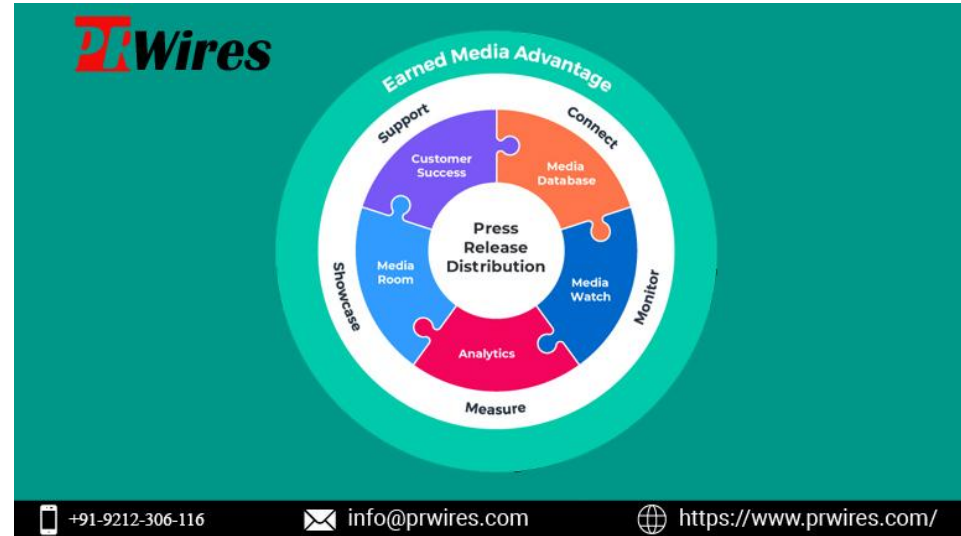 PRWires
Earned Media Advantage
Support
Connect
Customer
Success
Media
Database
Press
Release
Distribution
Media
Room
Media
Watch
Showcase
Monitor
Analytics
Measure
+91-9212-306-116
info@prwires.com
https://www.prwires.com/